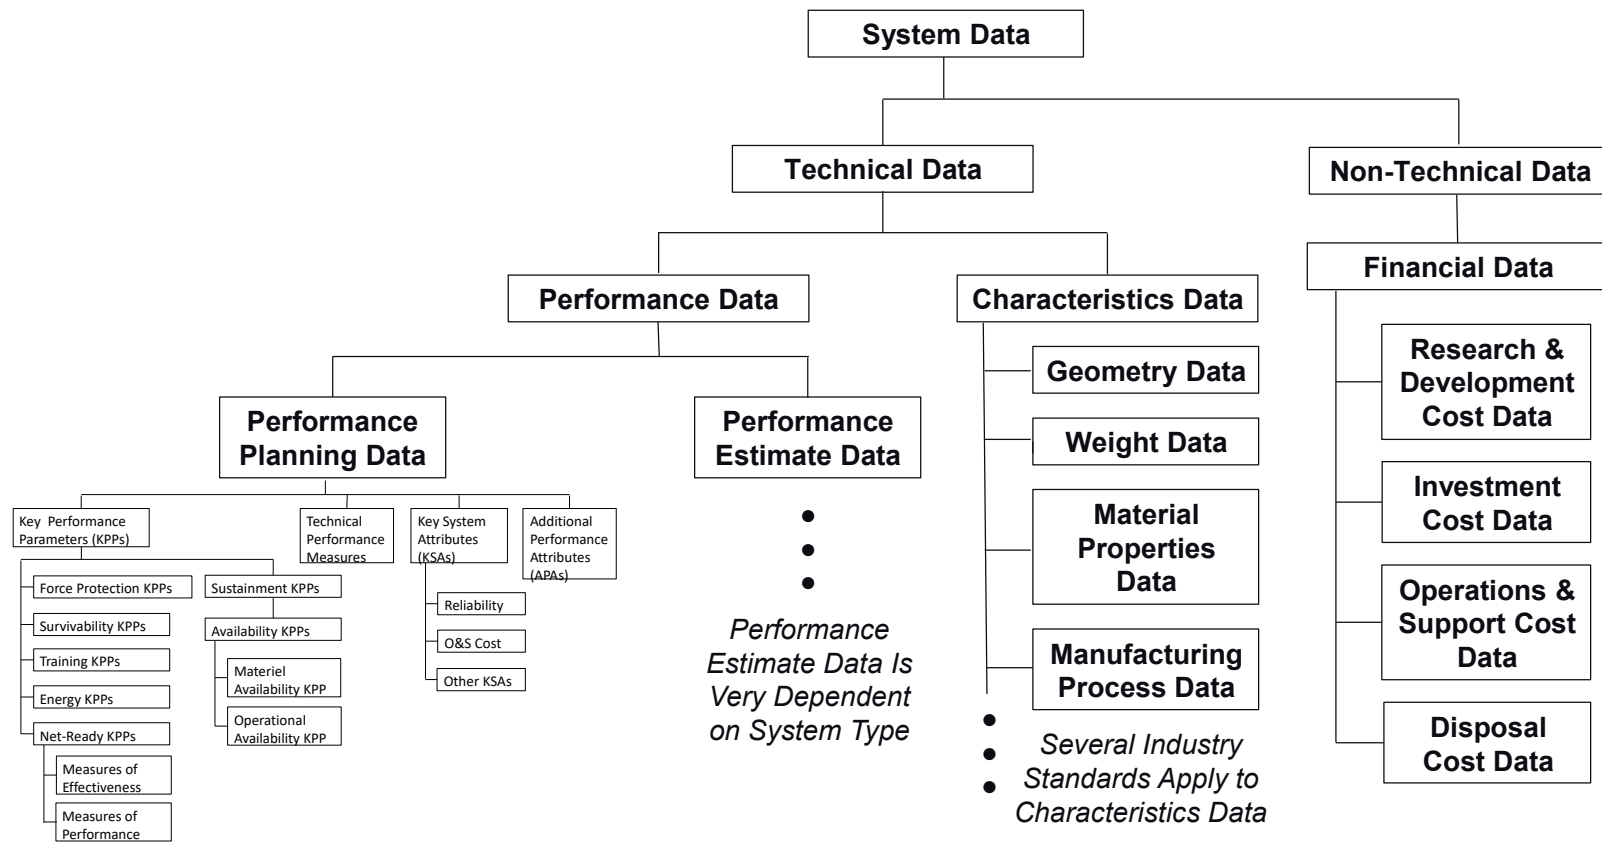 System Data
Technical Data
Non-Technical Data
Financial Data
Performance Data
Characteristics Data
Research &
Development
Cost Data
Geometry Data
Performance
Planning Data
Performance
Estimate Data
Weight Data
Investment
Cost Data
Key  Performance
Parameters (KPPs)
Technical
Performance
Measures
Key System
Attributes
(KSAs)
Additional
Performance
Attributes
(APAs)
Material
Properties
Data
Force Protection KPPs
Sustainment KPPs
Operations &
Support Cost
Data
Reliability
Survivability KPPs
Availability KPPs
O&S Cost
Performance
Estimate Data Is
Very Dependent
on System Type
Training KPPs
Materiel
Availability KPP
Other KSAs
Manufacturing
Process Data
Energy KPPs
Operational
Availability KPP
Net-Ready KPPs
Several Industry
Standards Apply to
Characteristics Data
Disposal
Cost Data
Measures of
Effectiveness
Measures of
Performance